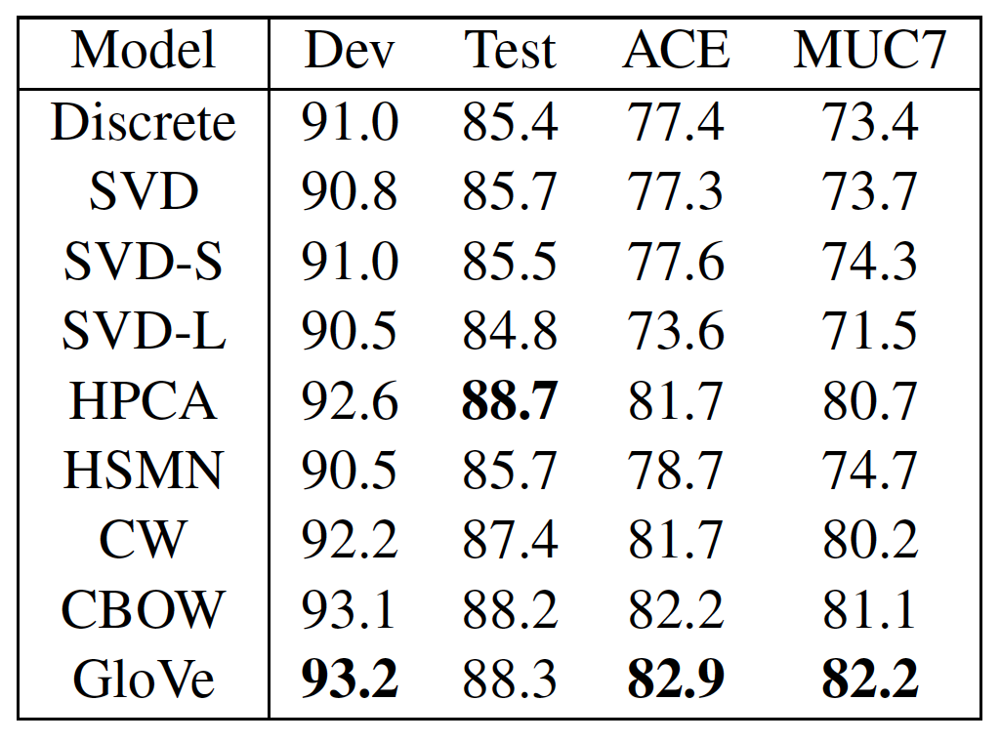 Model Dev Test ACE MUC7
Discrete 91.0 85.4 77.4 73.4
SVD 90.8 85.7 77.3 73.7
SVD-S 91.0 85.5 77.6 74.3
SVD-L 90.5 84.8 73.6 71.5
HPCA 92.6 88.7 81.7 80.7
HSMN 90.5 85.7 78.7 74.7
CW 92.2 87.4 81.7 80.2
CBOW 93.1 88.2 82.2 81.1
GloVe 93.2 88.3 82.9 82.2